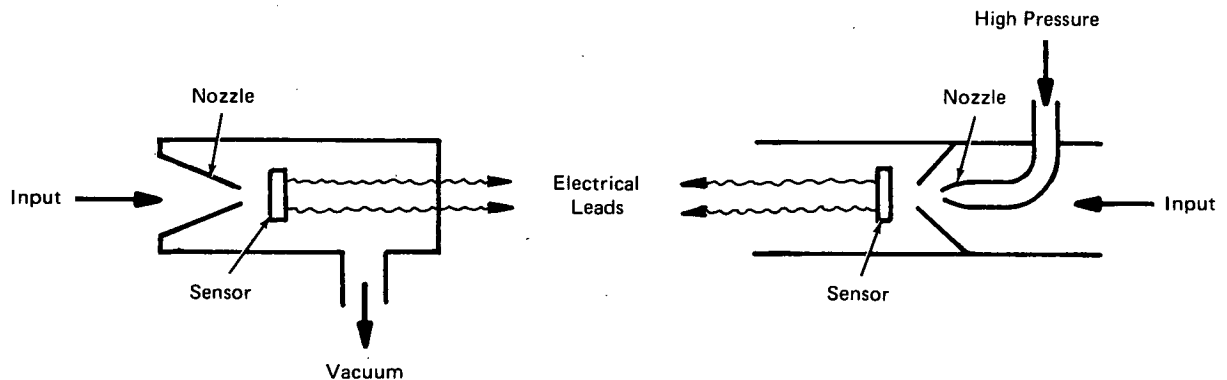 High Pressure
Nozzle
Nozzle
Input
Electrical
Leads
Input
Sensor
Sensor
Vacuum